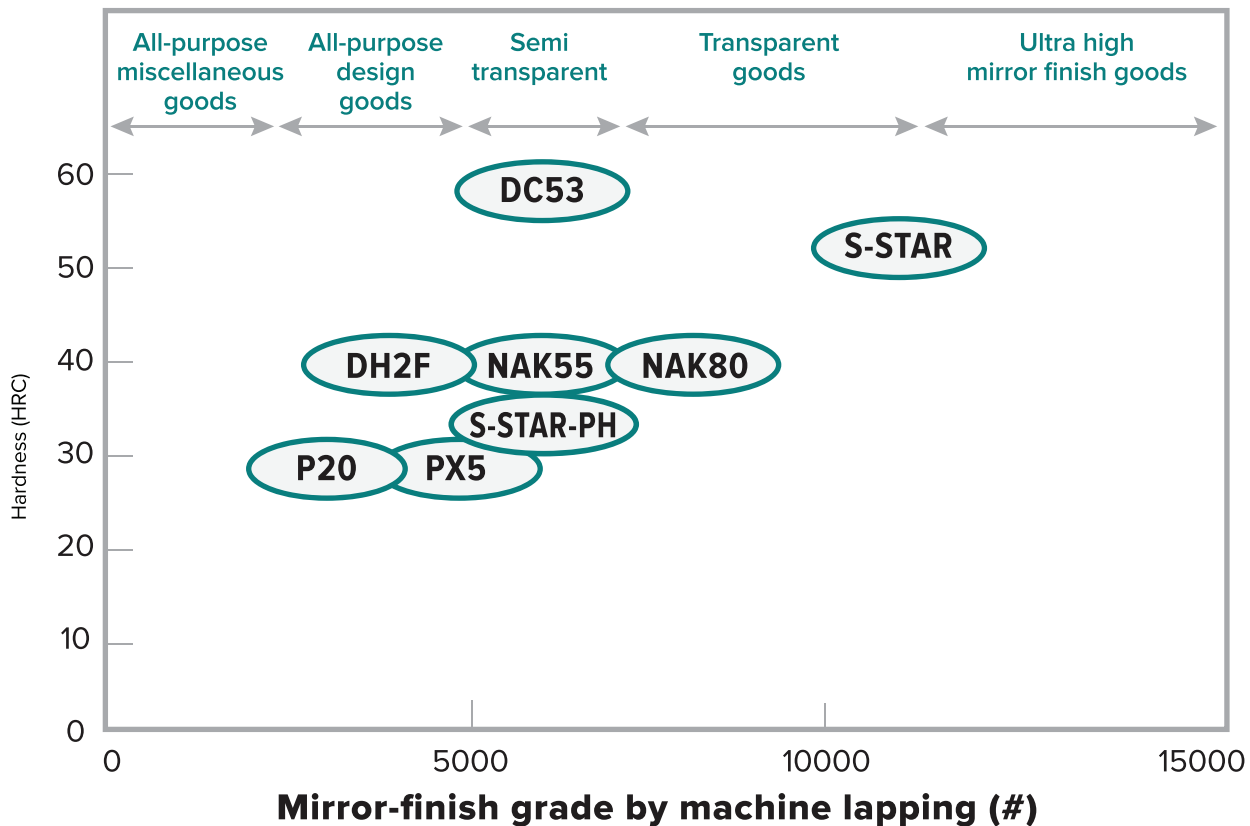 All-purpose
miscellaneous
goods
All-purpose
design
goods
Semi
transparent
Transparent
goods
Ultra high
mirror finish goods
60
50
40
30
20
10
0
Hardness (HRC)
DC53
S-STAR
DH2F
NAK55
NAK80
S-STAR-PH
P20
PX5
0
5000
10000
15000
Mirror-finish grade by machine lapping (#)